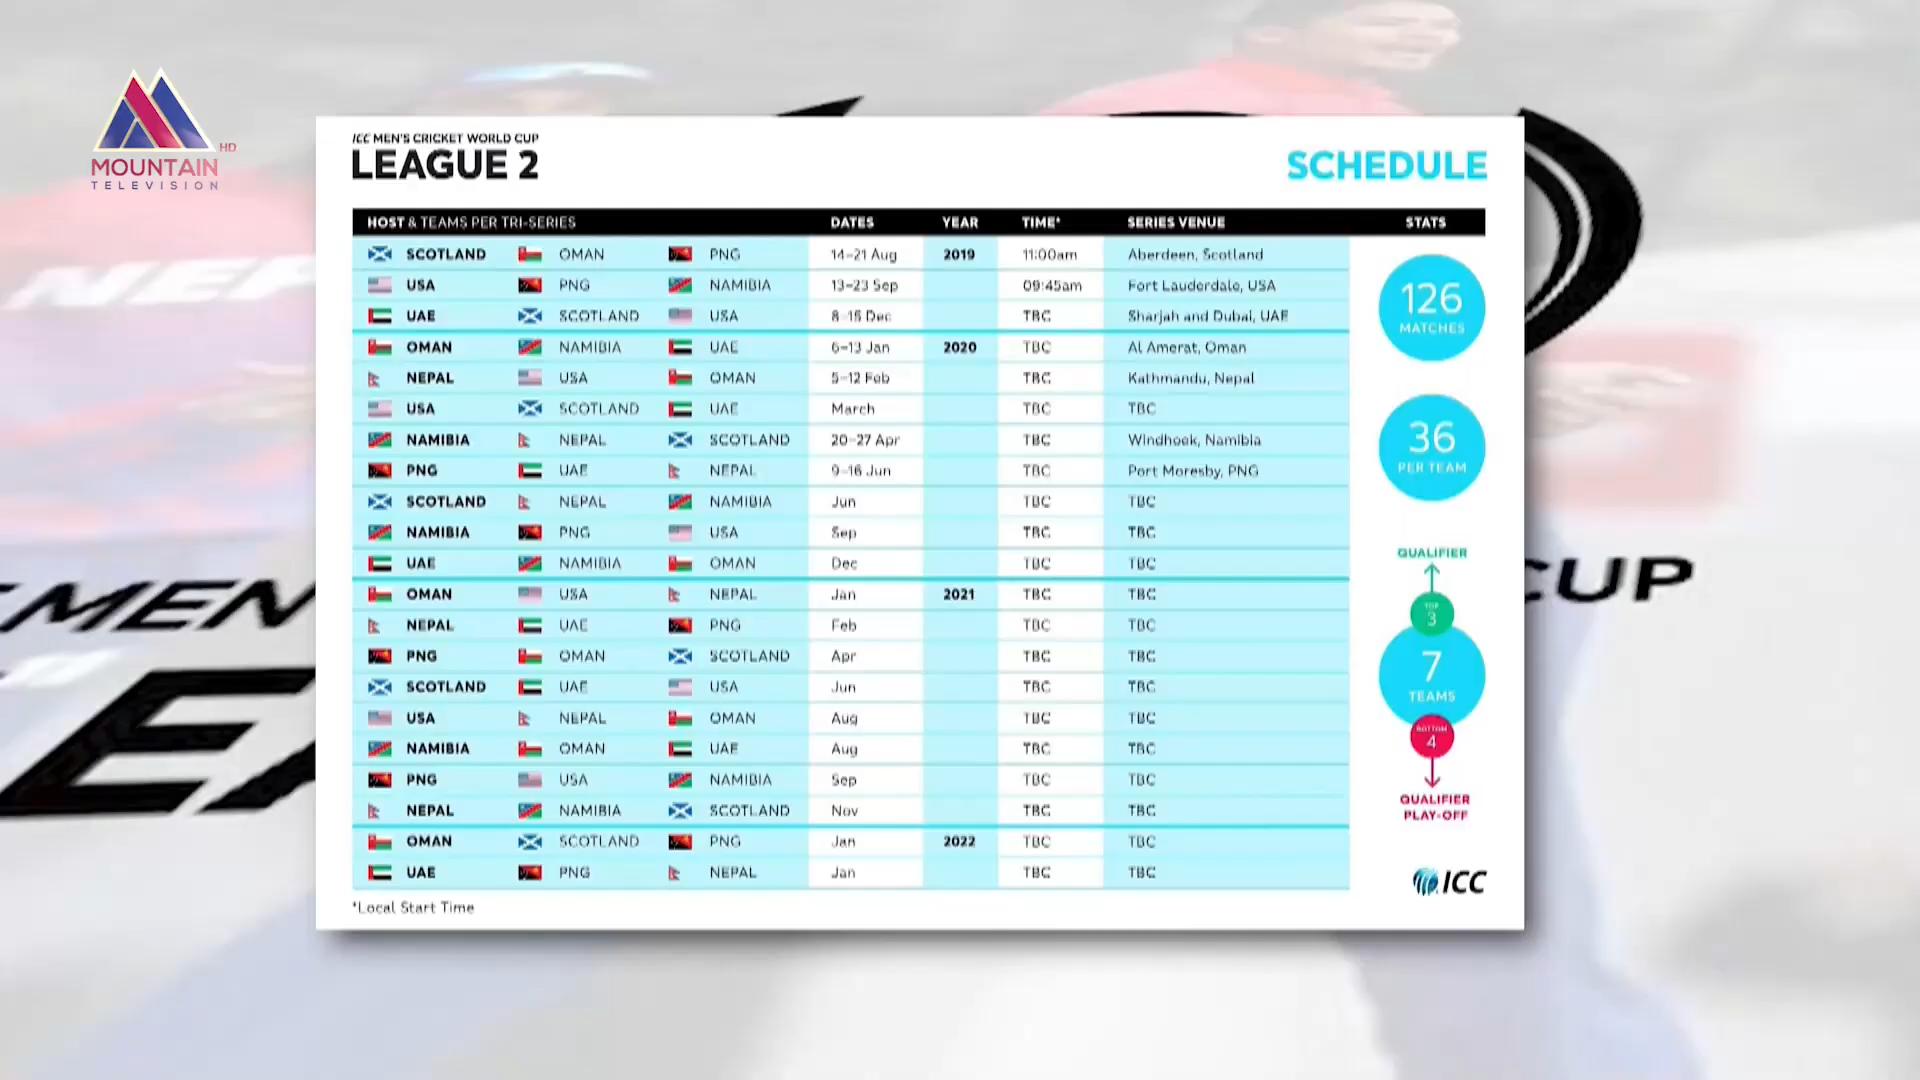 MOUNTAIN HD
TELEVISION
ICC MEN'S CRICKET WORLD CUP
LEAGUE 2
SCHEDULE
HOST & TEAMS PER TRI-SERIES DATES YEAR TIME* SERIES VENUE STATS
SCOTLAND OMAN PNG 14-21 Aug 2019 11:00am Aberdeen, Scotland
USA PNG NAMIBIA 13-23 Sep 09:45am Fort Lauderdale, USA
UAE SCOTLAND USA 8-15 Dec TBC Sharjah and Dubai, UAE
OMAN NAMIBIA UAE 6-13 Jan 2020 TBC Al Amerat, Oman
NEPAL USA OMAN 5-12 Feb TBC Kathmandu, Nepal
USA SCOTLAND UAE March TBC TBC
NAMIBIA NEPAL SCOTLAND 20-27 Apr TBC Windhoek, Namibia
PNG UAE NEPAL 9-16 Jun TBC Port Moresby, PNG
SCOTLAND NEPAL NAMIBIA Jun TBC TBC
NAMIBIA PNG USA Sep TBC TBC
UAE NAMIBIA OMAN Dec TBC TBC
OMAN USA NEPAL Jan 2021 TBC TBC
NEPAL UAE PNG Feb TBC TBC
PNG OMAN SCOTLAND Apr TBC TBC
SCOTLAND UAE USA Jun TBC TBC
USA NEPAL OMAN Aug TBC TBC
NAMIBIA OMAN UAE Aug TBC TBC
PNG USA NAMIBIA Sep TBC TBC
NEPAL NAMIBIA SCOTLAND Nov TBC TBC
OMAN SCOTLAND PNG Jan 2022 TBC TBC
UAE PNG NEPAL Jan TBC TBC
*Local Start Time
126
MATCHES
36
PER TEAM
QUALIFIER
TOP
3
7
TEAMS
BOTTOM
4
QUALIFIER
PLAY-OFF
ICC
MEN
CUP